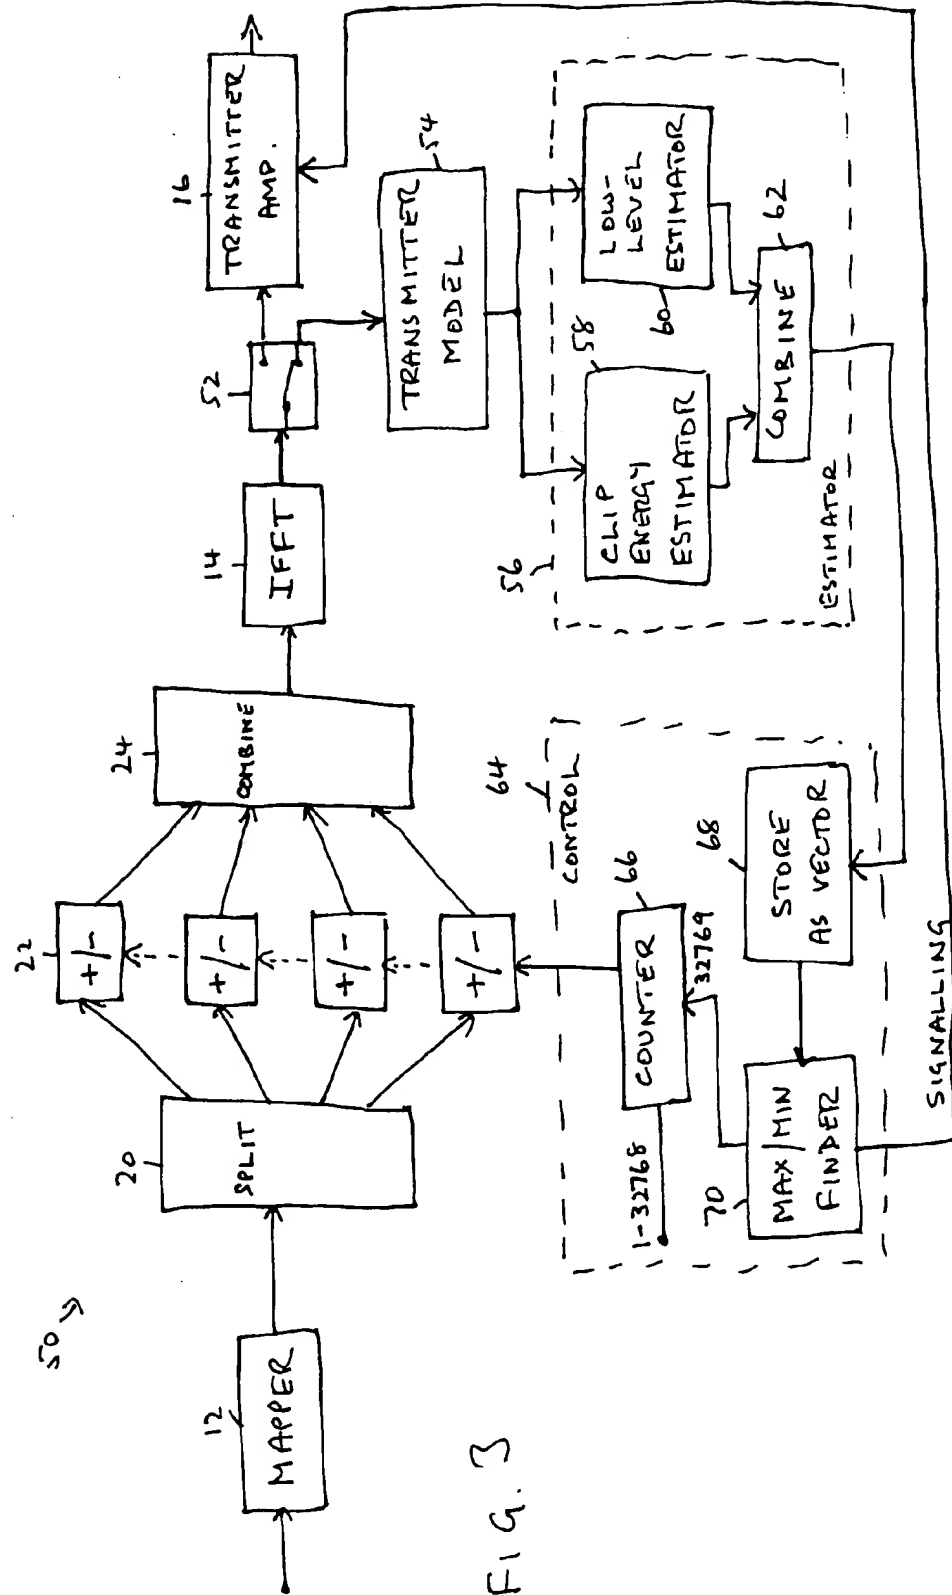 50
12
MAPPER
20
SPLIT
22
+/-
+/-
+/-
+/-
24
COMBINE
14
IFFT
52
16
TRANSMITTER
AMP.
54
TRANSMITTER
MODEL
56
58
CLIP
ENERGY
ESTIMATOR
60
LOW-
LEVEL
ESTIMATOR
62
COMBINE
ESTIMATOR
64
CONTROL
66
COUNTER
1-32768
32769
68
STORE
AS VECTOR
70
MAX/MIN
FINDER
SIGNALLING
FIG. 3